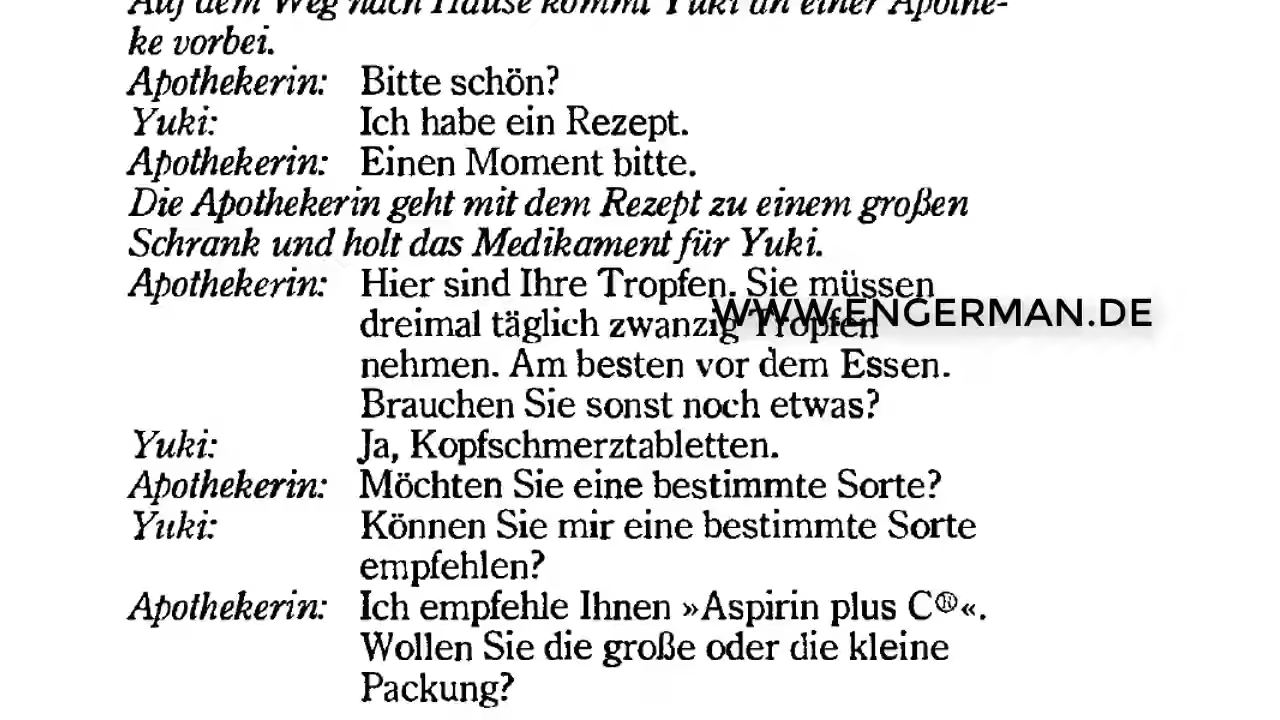 Auf dem Weg nach Hause kommt Yuki an einer Apothe-
ke vorbei.
Apothekerin: Bitte schön?
Yuki: Ich habe ein Rezept.
Apothekerin: Einen Moment bitte.
Die Apothekerin geht mit dem Rezept zu einem großen
Schrank und holt das Medikament für Yuki.
Apothekerin: Hier sind Ihre Tropfen. Sie müssen
dreimal täglich zwanzig Tropfen
WWW.ENGERMAN.DE
nehmen. Am besten vor dem Essen.
Brauchen Sie sonst noch etwas?
Yuki: Ja, Kopfschmerztabletten.
Apothekerin: Möchten Sie eine bestimmte Sorte?
Yuki: Können Sie mir eine bestimmte Sorte
empfehlen?
Apothekerin: Ich empfehle Ihnen »Aspirin plus C®«.
Wollen Sie die große oder die kleine
Packung?